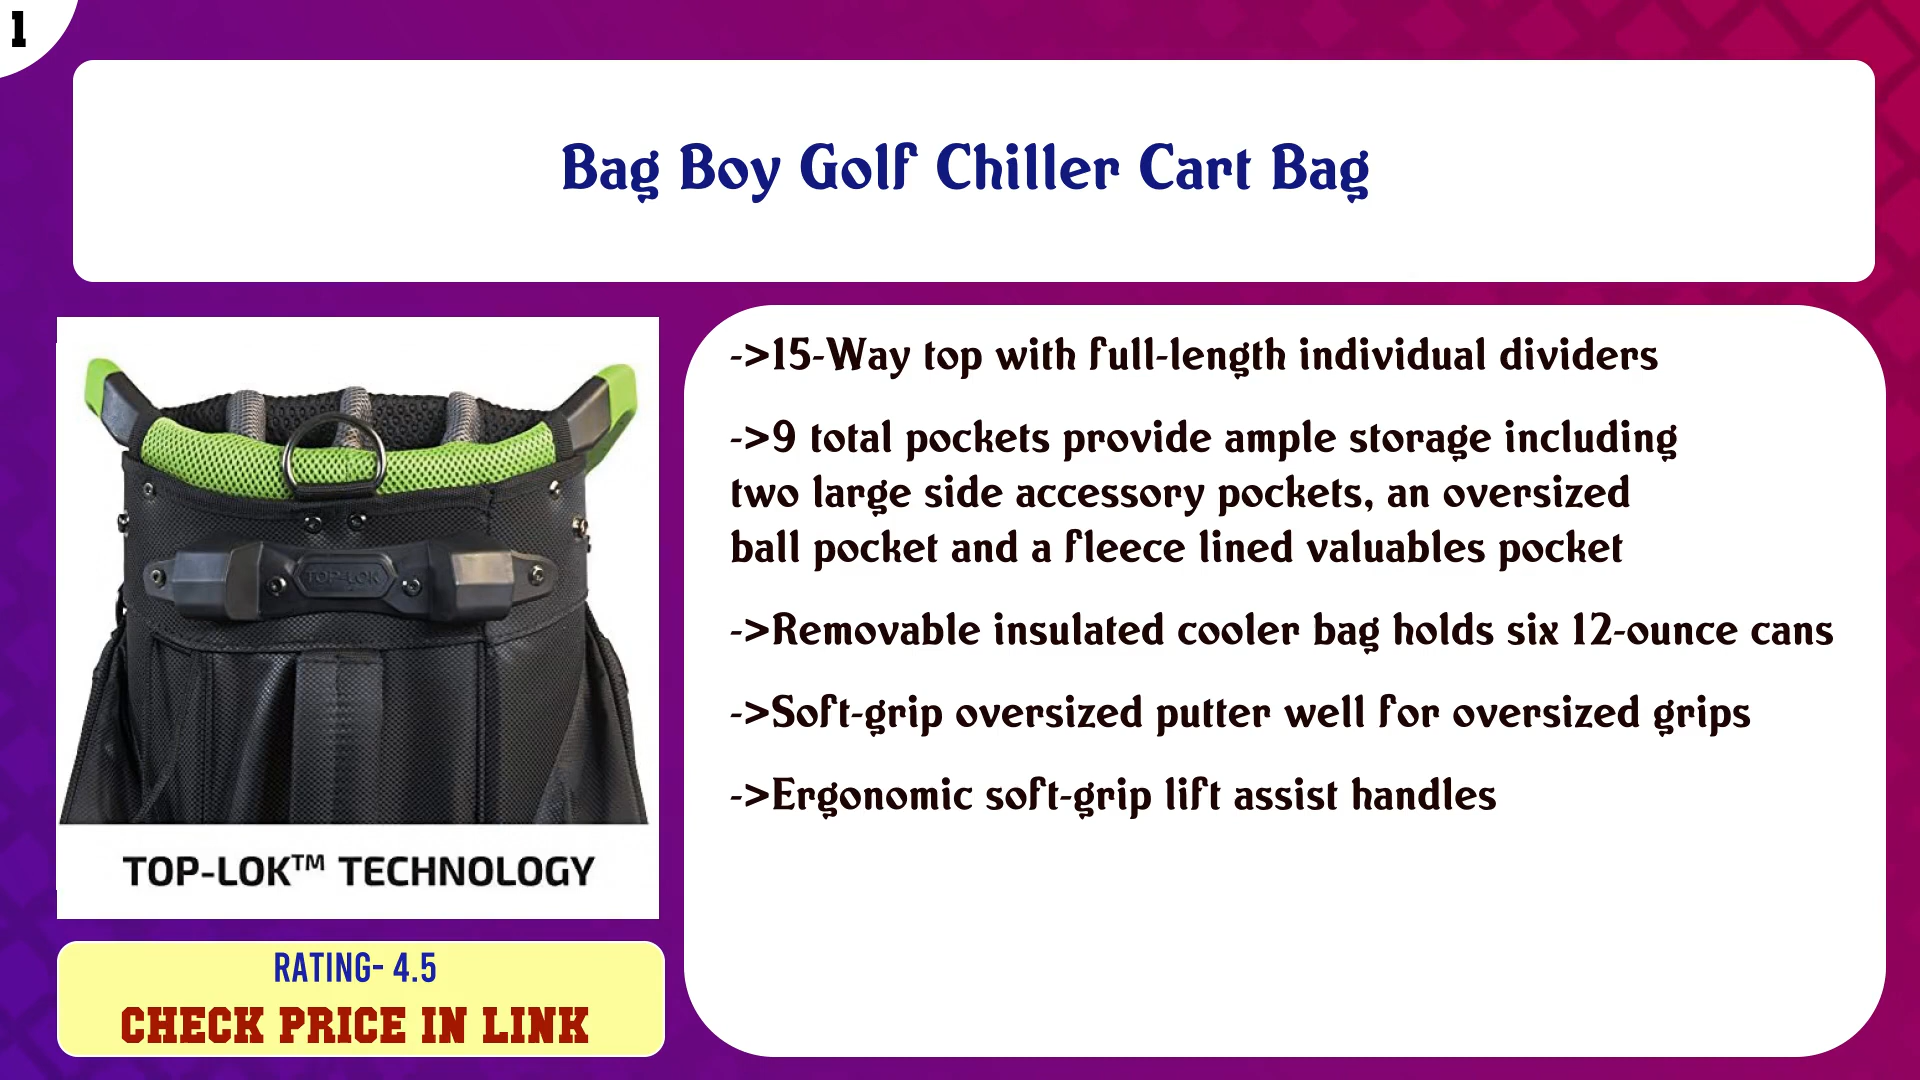 1
Bag Boy Golf Chiller Cart Bag
->15-Way top with full-length individual dividers
->9 total pockets provide ample storage including
two large side accessory pockets, an oversized
ball pocket and a fleece lined valuables pocket
->Removable insulated cooler bag holds six 12-ounce cans
->Soft-grip oversized putter well for oversized grips
->Ergonomic soft-grip lift assist handles
TOP-LOK
TOP-LOK™ TECHNOLOGY
RATING- 4.5
CHECK PRICE IN LINK